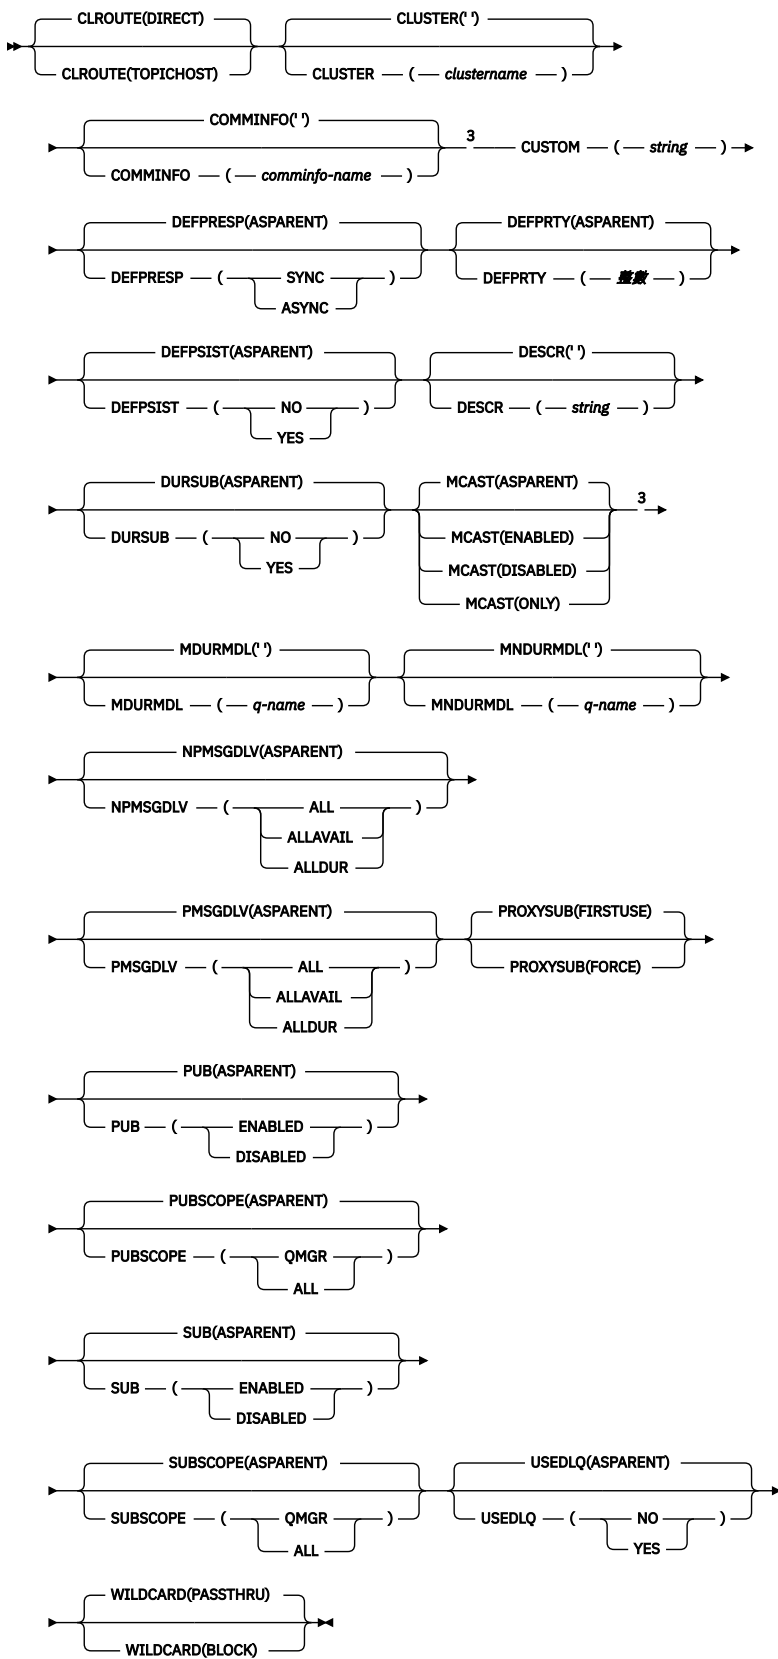 CLROUTE(DIRECT) CLUSTER(' ')
CLROUTE(TOPICHOST) CLUSTER ( clustername )
COMMINFO(' ')
3
CUSTOM ( string )
COMMINFO ( comminfo-name )
DEFPRESP(ASPARENT) DEFPRTY(ASPARENT)
DEFPRESP ( SYNC ) DEFPRTY ( 整數 )
ASYNC
DEFPSIST(ASPARENT) DESCR(' ')
DEFPSIST ( NO ) DESCR ( string )
YES
DURSUB(ASPARENT) MCAST(ASPARENT)
3
DURSUB ( NO ) MCAST(ENABLED)
YES MCAST(DISABLED)
MCAST(ONLY)
MDURMDL(' ') MNDURMDL(' ')
MDURMDL ( q-name ) MNDURMDL ( q-name )
NPMSGDLV(ASPARENT)
NPMSGDLV ( ALL )
ALLAVAIL
ALLDUR
PMSGDLV(ASPARENT) PROXYSUB(FIRSTUSE)
PMSGDLV ( ALL ) PROXYSUB(FORCE)
ALLAVAIL
ALLDUR
PUB(ASPARENT)
PUB ( ENABLED )
DISABLED
PUBSCOPE(ASPARENT)
PUBSCOPE ( QMGR )
ALL
SUB(ASPARENT)
SUB ( ENABLED )
DISABLED
SUBSCOPE(ASPARENT) USEDLQ(ASPARENT)
SUBSCOPE ( QMGR ) USEDLQ ( NO )
ALL YES
WILDCARD(PASSTHRU)
WILDCARD(BLOCK)